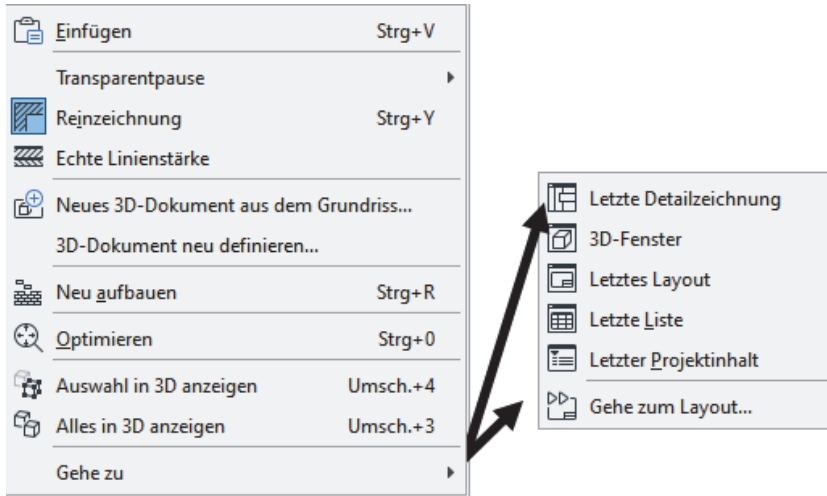 Einfügen Strg+V
Transparentpause
Reinzeichnung Strg+Y
Echte Linienstärke
Neues 3D-Dokument aus dem Grundriss...
3D-Dokument neu definieren...
Neu aufbauen Strg+R
Optimieren Strg+0
Auswahl in 3D anzeigen Umsch.+4
Alles in 3D anzeigen Umsch.+3
Gehe zu
Letzte Detailzeichnung
3D-Fenster
Letztes Layout
Letzte Liste
Letzter Projektinhalt
Gehe zum Layout...